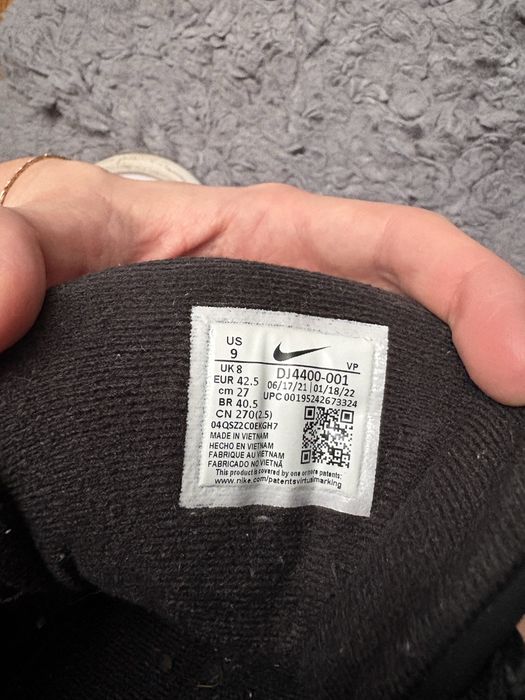 US
9
VP
UK 8
DJ4400-001
EUR 42.5
06/17/21 01/18/22
cm 27
UPC 00195242673324
BR 40.5
CN 270(2.5)
04QSZ2C0EKGH7
MADE IN VIETNAM
HECHO EN VIETNAM
FABRIQUE AU VIETNAM
FABRICADO NO VIETNÃ
This product is covered by one or more patents:
www.nike.com/patentsvirtualmarking